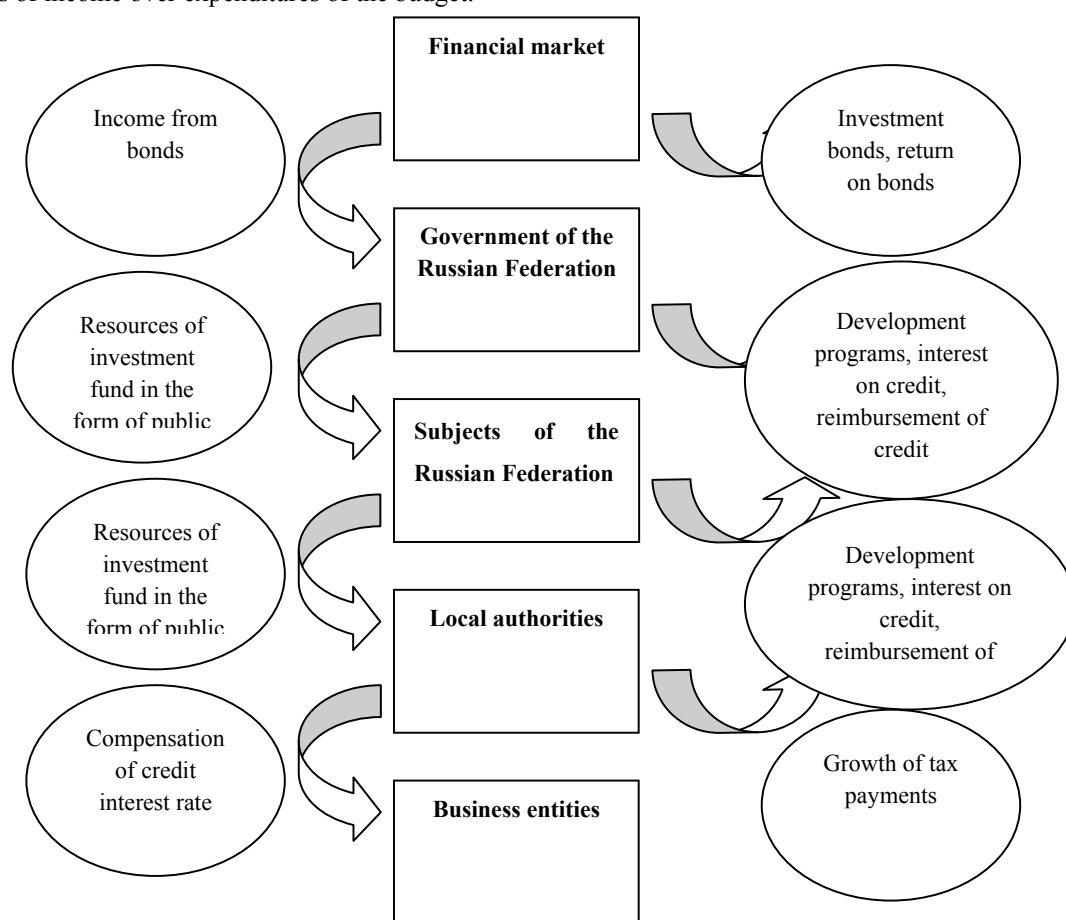 of income over expenditures of the budget.
Financial market
Income from
bonds
Investment
bonds, return
on bonds
Government of the
Russian Federation
Resources of
investment
fund in the
form of public
Development
programs, interest
on credit,
reimbursement of
credit
Subjects of the
Russian Federation
Resources of
investment
fund in the
form of public
Development
programs, interest on
credit,
reimbursement of
Local authorities
Compensation
of credit
interest rate
Growth of tax
payments
Business entities